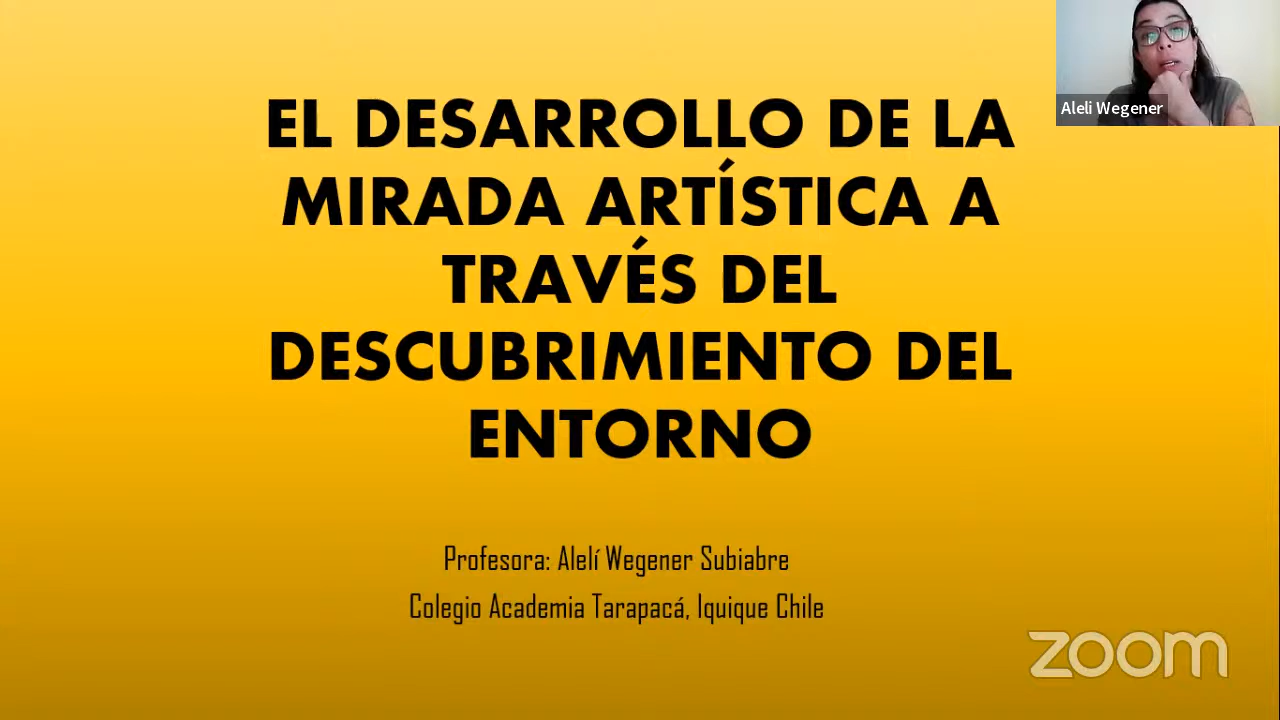 Aleli Wegener
EL DESARROLLO DE LA
MIRADA ARTÍSTICA A
TRAVÉS DEL
DESCUBRIMIENTO DEL
ENTORNO
Profesora: Alelí Wegener Subiabre
Colegio Academia Tarapacá, Iquique Chile
zoom